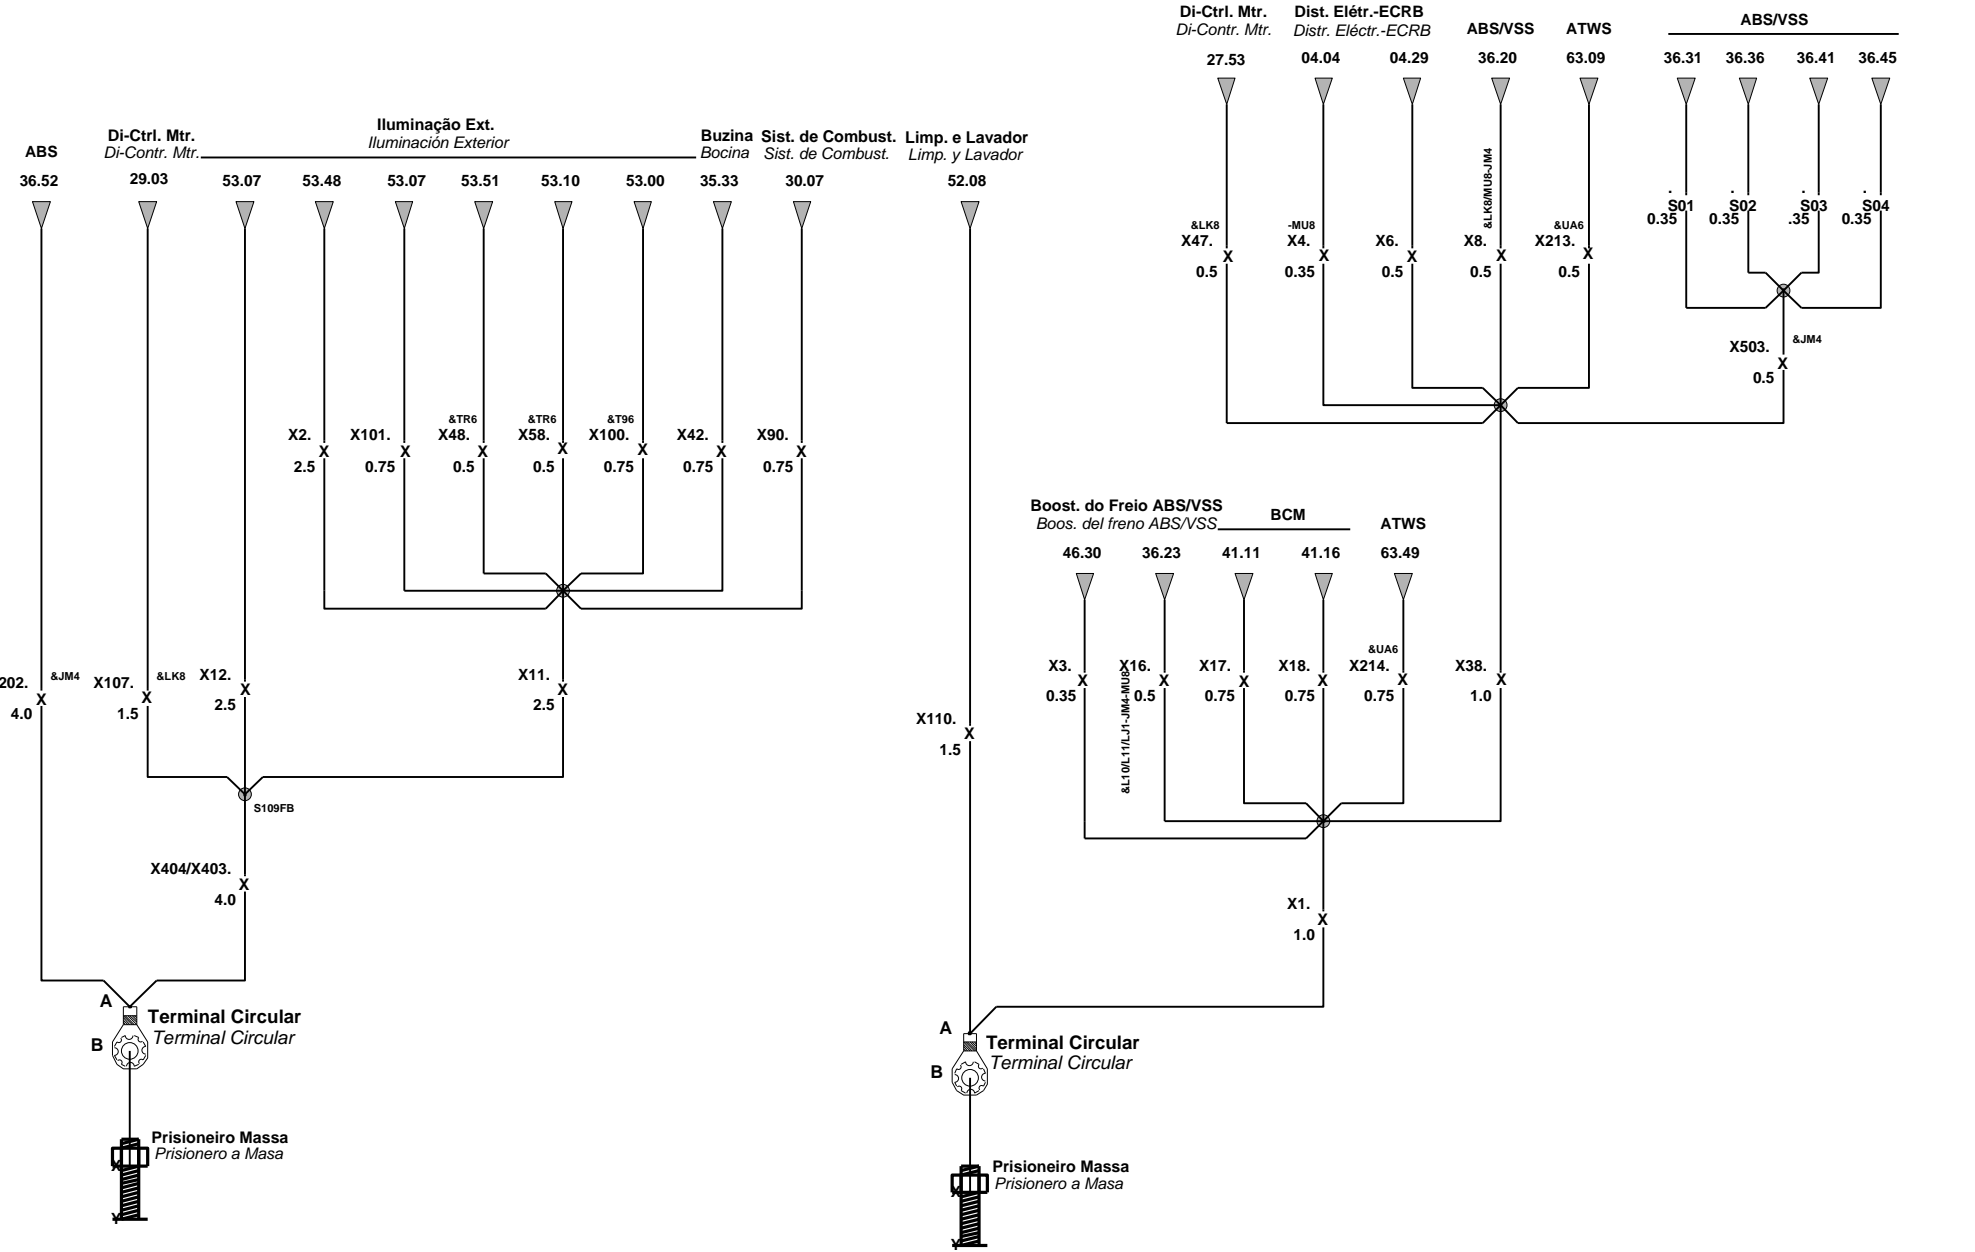 Di-Ctrl. Mtr.
Di-Contr. Mtr.
27.53
Dist. Elétr.-ECRB
Distr. Eléctr.-ECRB
04.04
04.29
ABS/VSS
36.20
ATWS
63.09
ABS/VSS
36.31
36.36
36.41
36.45
ABS
36.52
Di-Ctrl. Mtr.
Di-Contr. Mtr.
29.03
Iluminação Ext.
Iluminación Exterior
53.07
53.48
53.07
53.51
53.10
53.00
Buzina
Bocina
35.33
Sist. de Combust.
Sist. de Combust.
30.07
Limp. e Lavador
Limp. y Lavador
52.08
&LK8
X47.
X
0.5
-MU8
X4.
X
0.35
X6.
X
0.5
&LK8/MU8-JM4
X8.
X
0.5
&UA6
X213.
X
0.5
.
S01
0.35
.
S02
0.35
.
S03
.35
.
S04
0.35
X503.
&JM4
X
0.5
X2.
X
2.5
X101.
X
0.75
&TR6
X48.
X
0.5
&TR6
X58.
X
0.5
&T96
X100.
X
0.75
X42.
X
0.75
X90.
X
0.75
Boost. do Freio ABS/VSS
Boos. del freno ABS/VSS
46.30
36.23
BCM
41.11
41.16
ATWS
63.49
202.
&JM4
X
4.0
X107.
&LK8
X
1.5
X12.
X
2.5
X11.
X
2.5
X110.
X
1.5
X3.
X
0.35
&L10/L11/LJ1-JM4-MU8
X16.
X
0.5
X17.
X
0.75
X18.
X
0.75
&UA6
X214.
X
0.75
X38.
X
1.0
S109FB
X404/X403.
X
4.0
X1.
X
1.0
A
Terminal Circular
Terminal Circular
B
Prisioneiro Massa
Prisionero a Masa
X
Y
A
Terminal Circular
Terminal Circular
B
Prisioneiro Massa
Prisionero a Masa
X
Y